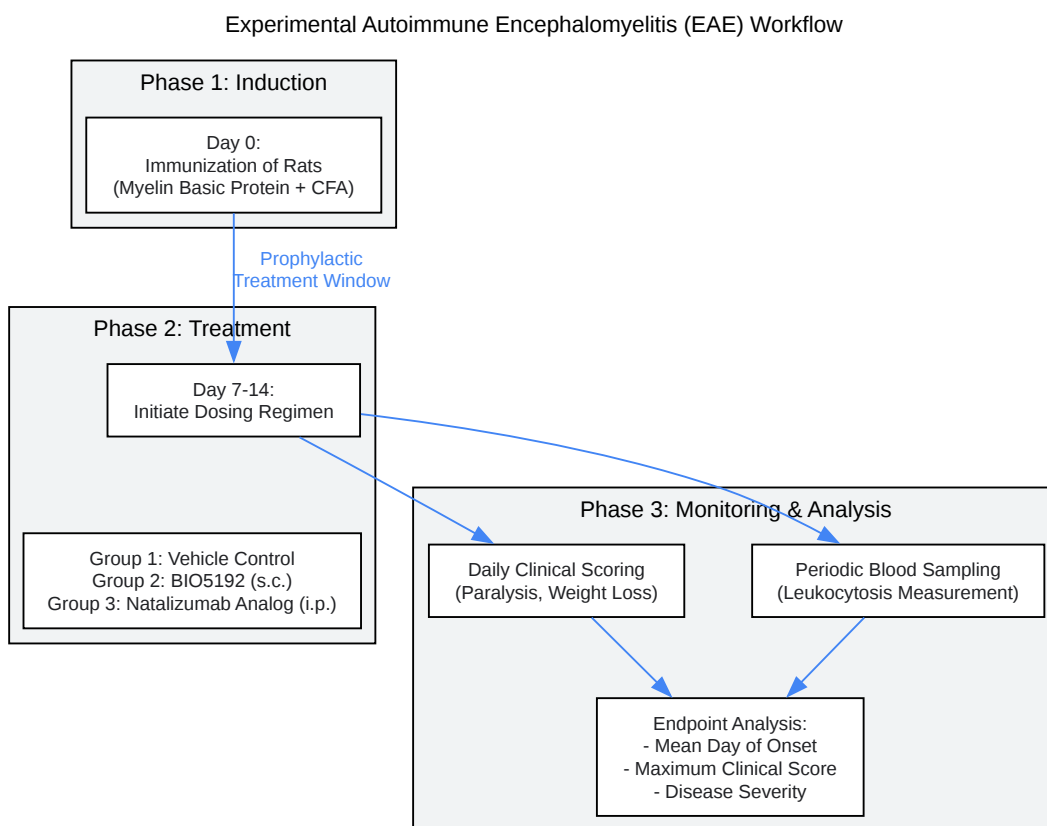 Experimental Autoimmune Encephalomyelitis (EAE) Workflow
Phase 1: Induction
Day 0:
Immunization of Rats
(Myelin Basic Protein + CFA)
Prophylactic
Treatment Window
Phase 2: Treatment
Day 7-14:
Initiate Dosing Regimen
Group 1: Vehicle Control
Group 2: BIO5192 (s.c.)
Group 3: Natalizumab Analog (i.p.)
Phase 3: Monitoring & Analysis
Daily Clinical Scoring
(Paralysis, Weight Loss)
Periodic Blood Sampling
(Leukocytosis Measurement)
Endpoint Analysis:
- Mean Day of Onset
- Maximum Clinical Score
- Disease Severity